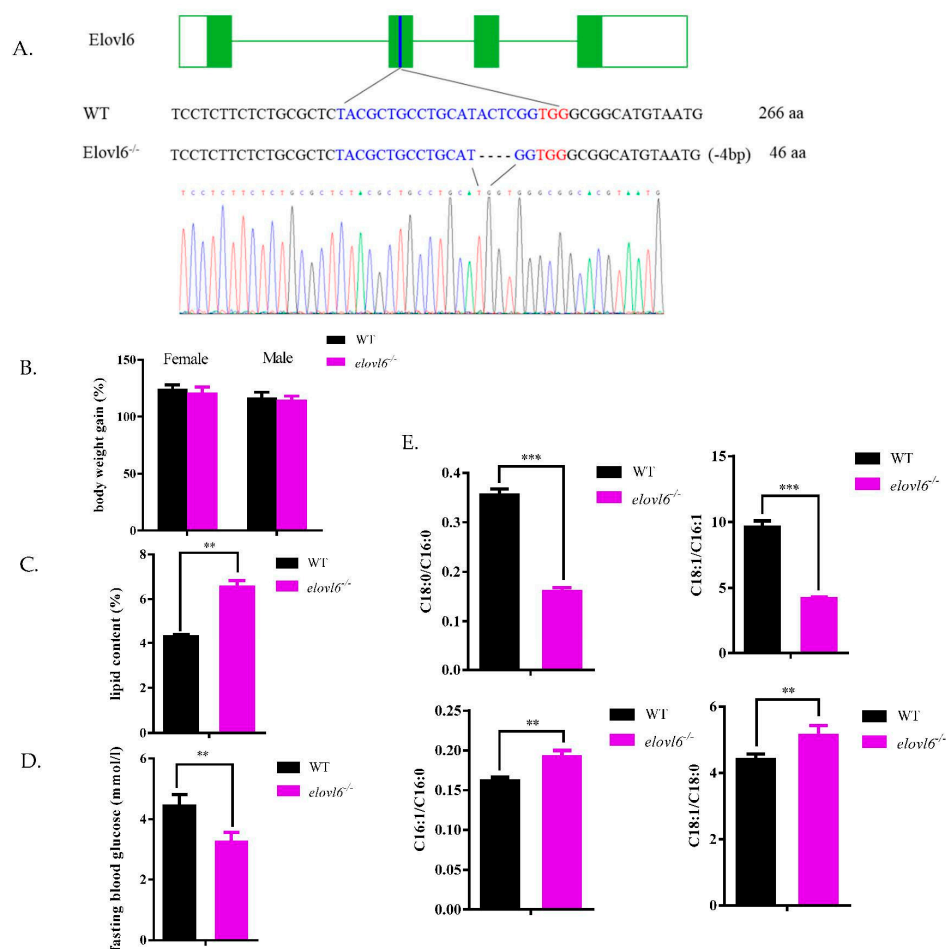 A.
Elovl6
WT TCCTCTTCTCTGCGCTCTACGCTGCCTGCATACTCGGTGGGCGGCATGTAATG 266 aa
Elovl6-/- TCCTCTTCTCTGCGCTCTACGCTGCCTGCAT----GGTGGGCGGCATGTAATG (-4bp) 46 aa
T C C T C T T C T C T G C G C T C T A C G C T G C C T G C A T G G T G G G C G G C A C G T A A T G
B.
body weight gain (%)
150
100
50
0
Female
Male
WT
elovl6-/-
C.
lipid content (%)
8
6
4
2
0
**
WT
elovl6-/-
D.
fasting blood glucose (mmol/l)
6
4
2
0
**
WT
elovl6-/-
E.
C18:0/C16:0
0.4
0.3
0.2
0.1
0.0
***
WT
elovl6-/-
C18:1/C16:1
15
10
5
0
***
WT
elovl6-/-
C16:1/C16:0
0.25
0.20
0.15
0.10
0.05
0.00
**
WT
elovl6-/-
C18:1/C18:0
6
4
2
0
**
WT
elovl6-/-